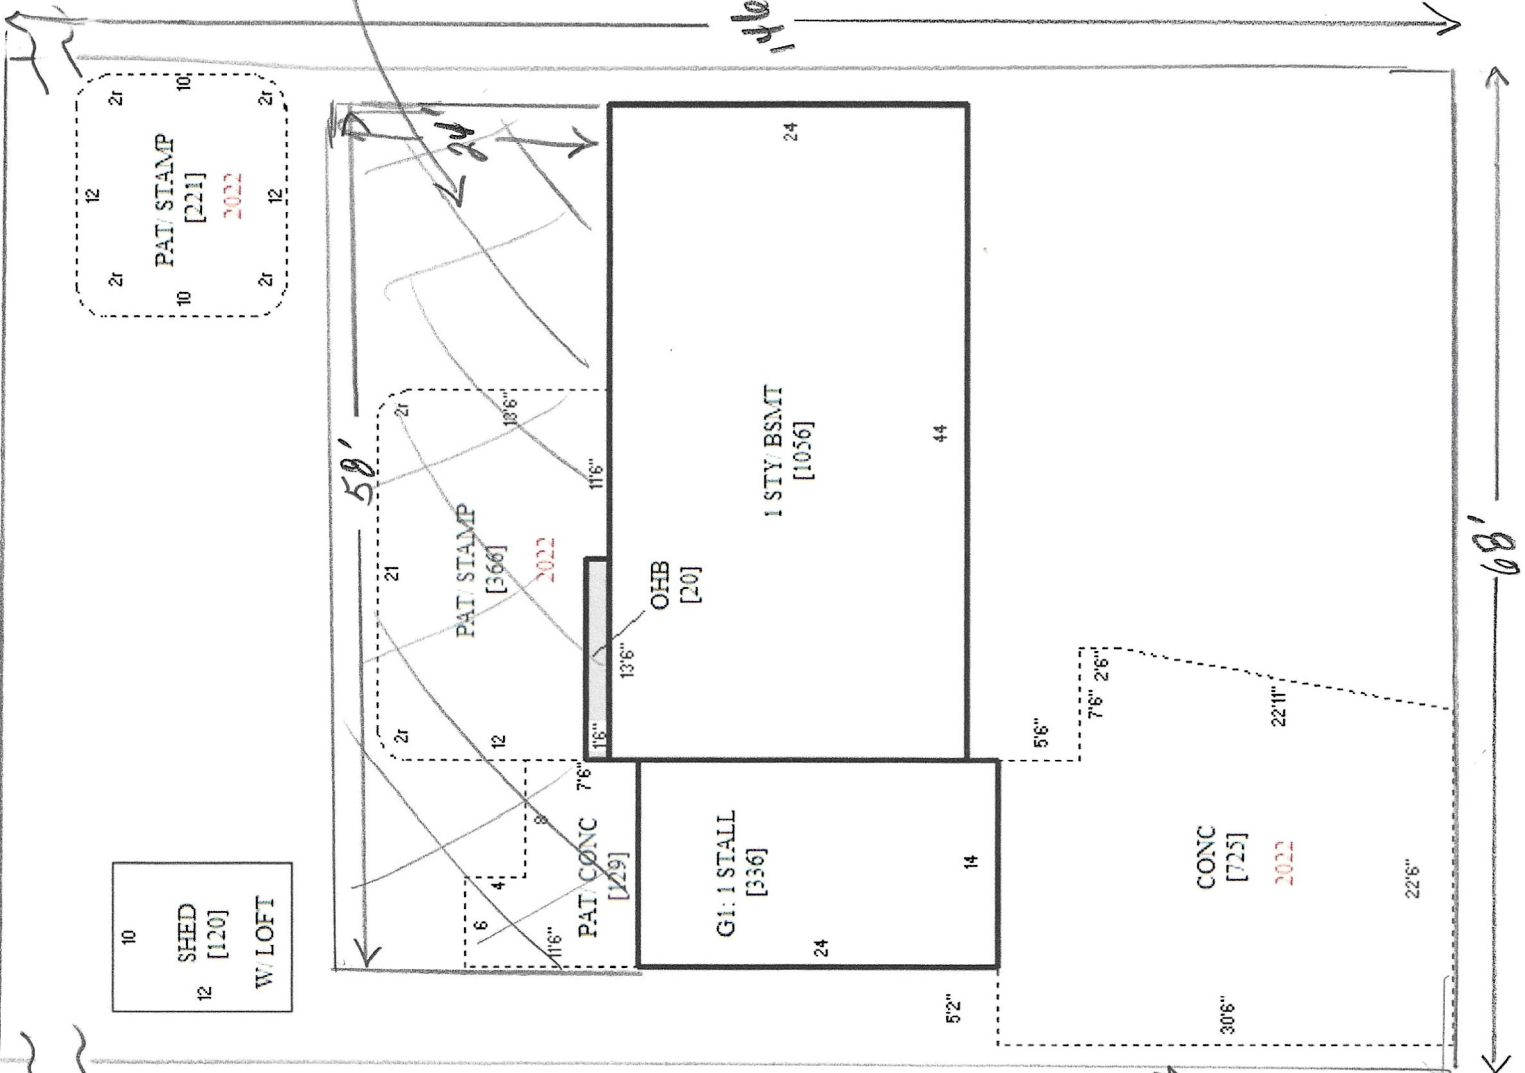 146
2r
10
2r
12
PAT/ STAMP
[221]
2022
12
2r
10
2r
24
24
58'
2r
18'6"
11'6"
21
PAT/ STAMP
[366]
2022
1 STY/ BSMT
[1056]
44
OHB
[20]
13'6"
1'6"
2r
12
7'6"
8
4
6
11'6"
PAT/ CONC
[129]
G1: 1 STALL
[336]
14
24
10
SHED
[120]
W/ LOFT
12
5'6"
7'6"
2'6"
22'11"
CONC
[725]
2022
22'6"
5'2"
30'6"
68'